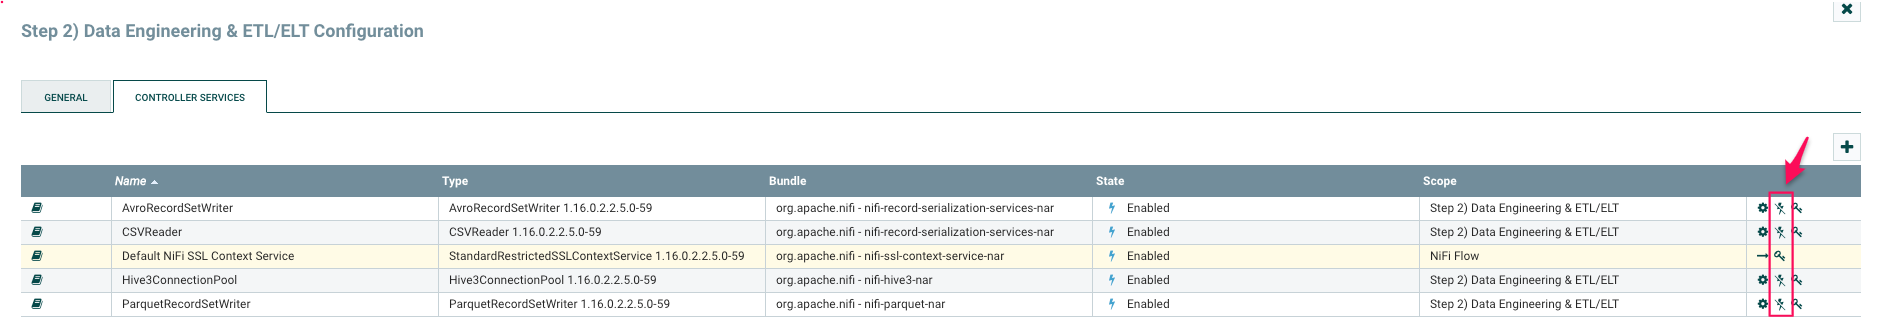 Step 2) Data Engineering & ETL/ELT Configuration
GENERAL CONTROLLER SERVICES
Name Type Bundle State Scope
AvroRecordSetWriter AvroRecordSetWriter 1.16.0.2.2.5.0-59 org.apache.nifi - nifi-record-serialization-services-nar Enabled Step 2) Data Engineering & ETL/ELT
CSVReader CSVReader 1.16.0.2.2.5.0-59 org.apache.nifi - nifi-record-serialization-services-nar Enabled Step 2) Data Engineering & ETL/ELT
Default NiFi SSL Context Service StandardRestrictedSSLContextService 1.16.0.2.2.5.0-59 org.apache.nifi - nifi-ssl-context-service-nar Enabled NiFi Flow
Hive3ConnectionPool Hive3ConnectionPool 1.16.0.2.2.5.0-59 org.apache.nifi - nifi-hive3-nar Enabled Step 2) Data Engineering & ETL/ELT
ParquetRecordSetWriter ParquetRecordSetWriter 1.16.0.2.2.5.0-59 org.apache.nifi - nifi-parquet-nar Enabled Step 2) Data Engineering & ETL/ELT